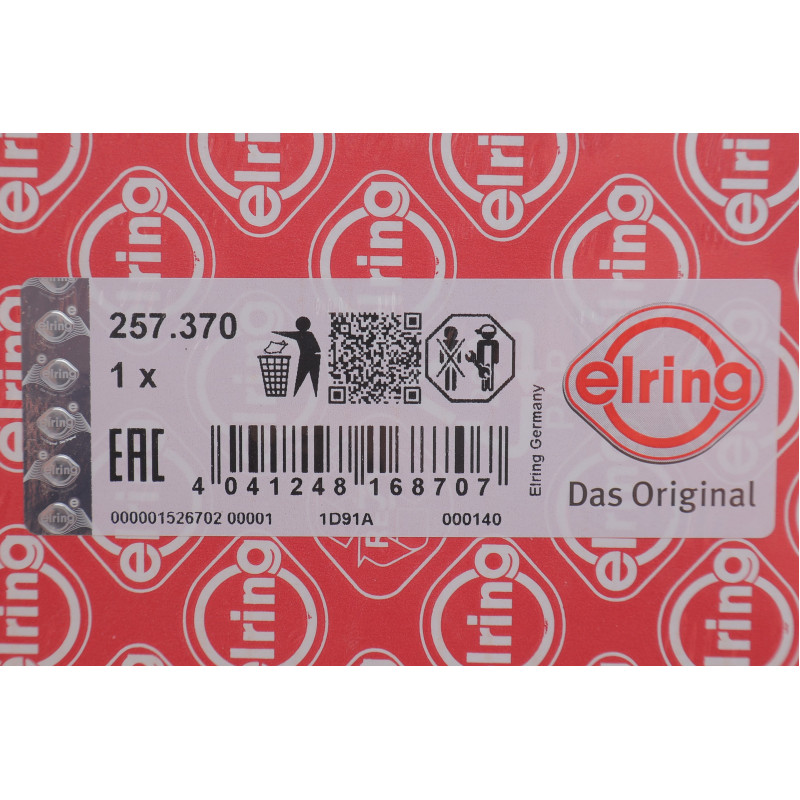 257.370
1 x
EAC
4 041248 168707
000001526702 00001 1D91A 000140
Elring Germany
elring
Das Original